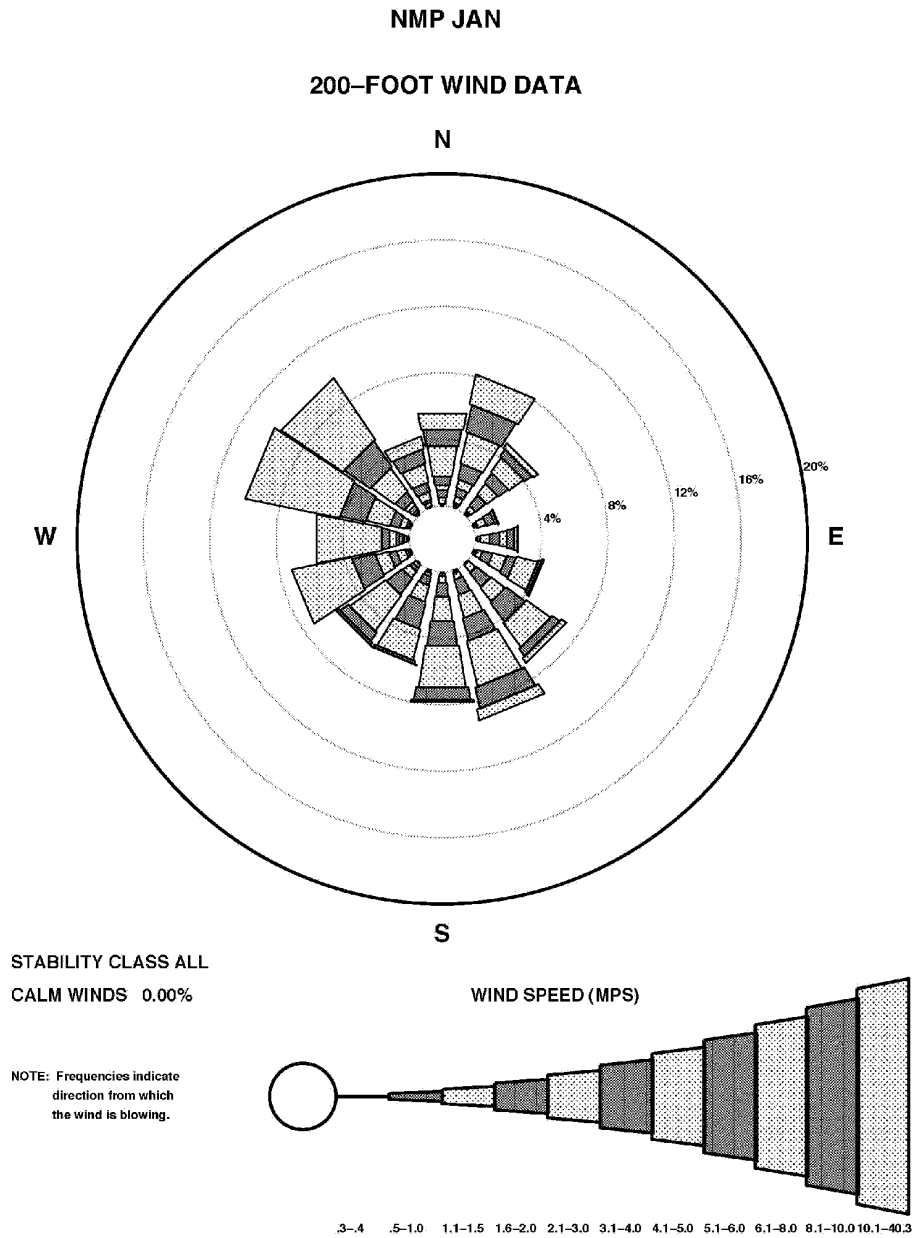 NMP JAN
200–FOOT WIND DATA
N
20%
16%
12%
8%
4%
W
E
S
STABILITY CLASS ALL
CALM WINDS 0.00%
WIND SPEED (MPS)
NOTE: Frequencies indicate
direction from which
the wind is blowing.
.3–.4 .5–1.0 1.1–1.5 1.6–2.0 2.1–3.0 3.1–4.0 4.1–5.0 5.1–6.0 6.1–8.0 8.1–10.0 10.1–40.3